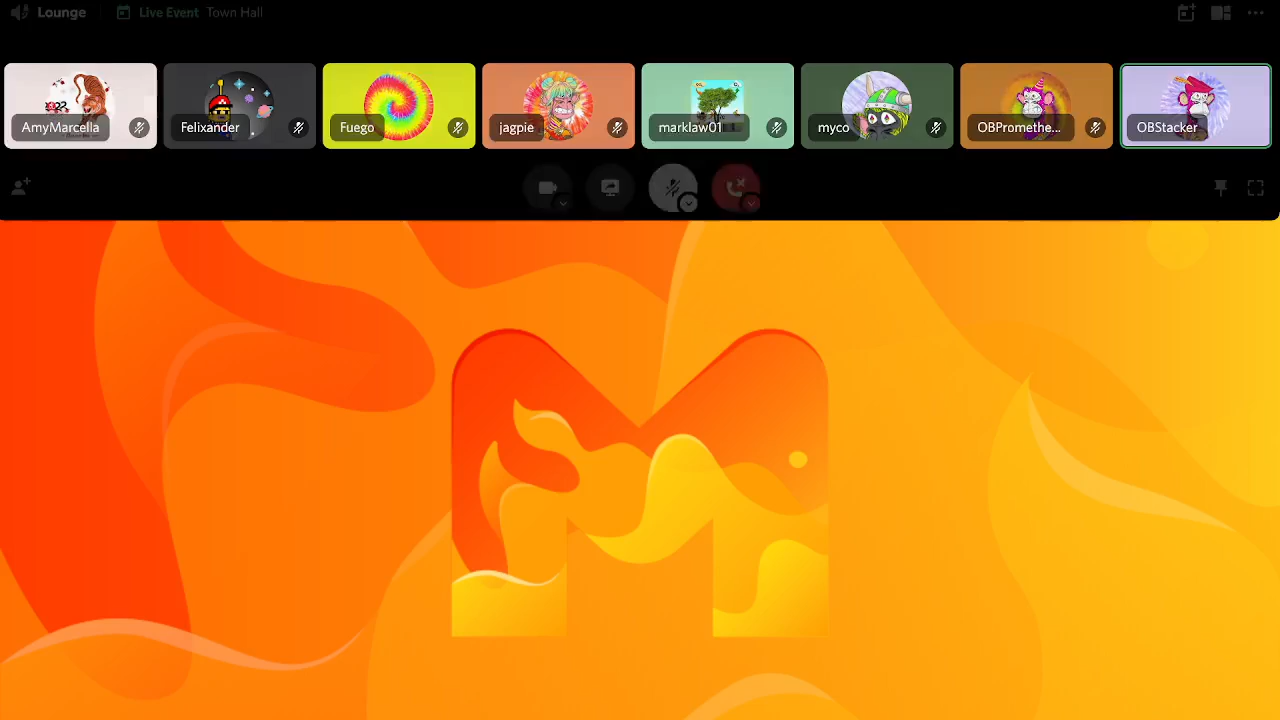 Lounge
Live Event Town Hall
AmyMarcella
Felixander
Fuego
jagpie
marklaw01
myco
OBPromethe...
OBStacker
M